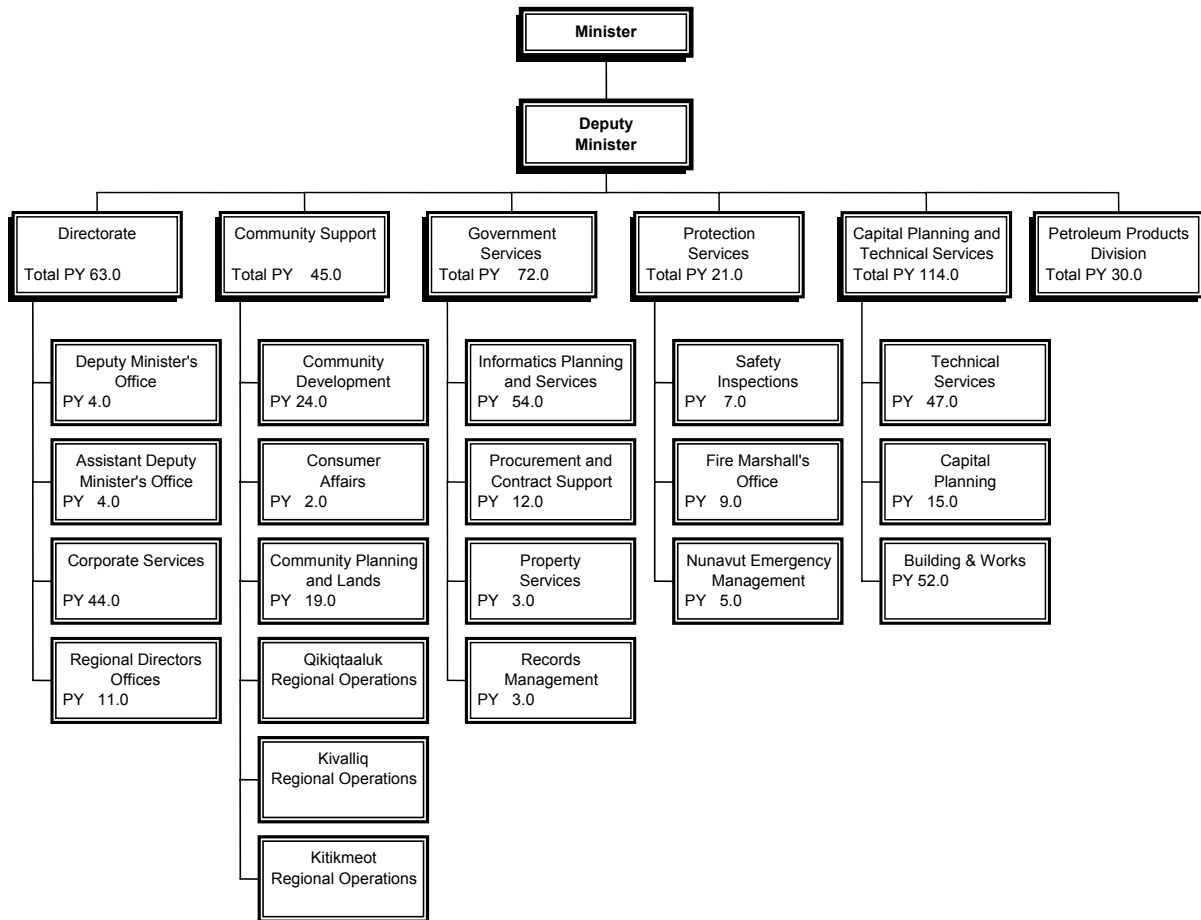 Minister
Deputy
Minister
Directorate
Total PY 63.0
Community Support
Total PY 45.0
Government
Services
Total PY 72.0
Protection
Services
Total PY 21.0
Capital Planning and
Technical Services
Total PY 114.0
Petroleum Products
Division
Total PY 30.0
Deputy Minister's
Office
PY 4.0
Assistant Deputy
Minister's Office
PY 4.0
Corporate Services
PY 44.0
Regional Directors
Offices
PY 11.0
Community
Development
PY 24.0
Consumer
Affairs
PY 2.0
Community Planning
and Lands
PY 19.0
Qikiqtaaluk
Regional Operations
Kivalliq
Regional Operations
Kitikmeot
Regional Operations
Informatics Planning
and Services
PY 54.0
Procurement and
Contract Support
PY 12.0
Property
Services
PY 3.0
Records
Management
PY 3.0
Safety
Inspections
PY 7.0
Fire Marshall's
Office
PY 9.0
Nunavut Emergency
Management
PY 5.0
Technical
Services
PY 47.0
Capital
Planning
PY 15.0
Building & Works
PY 52.0